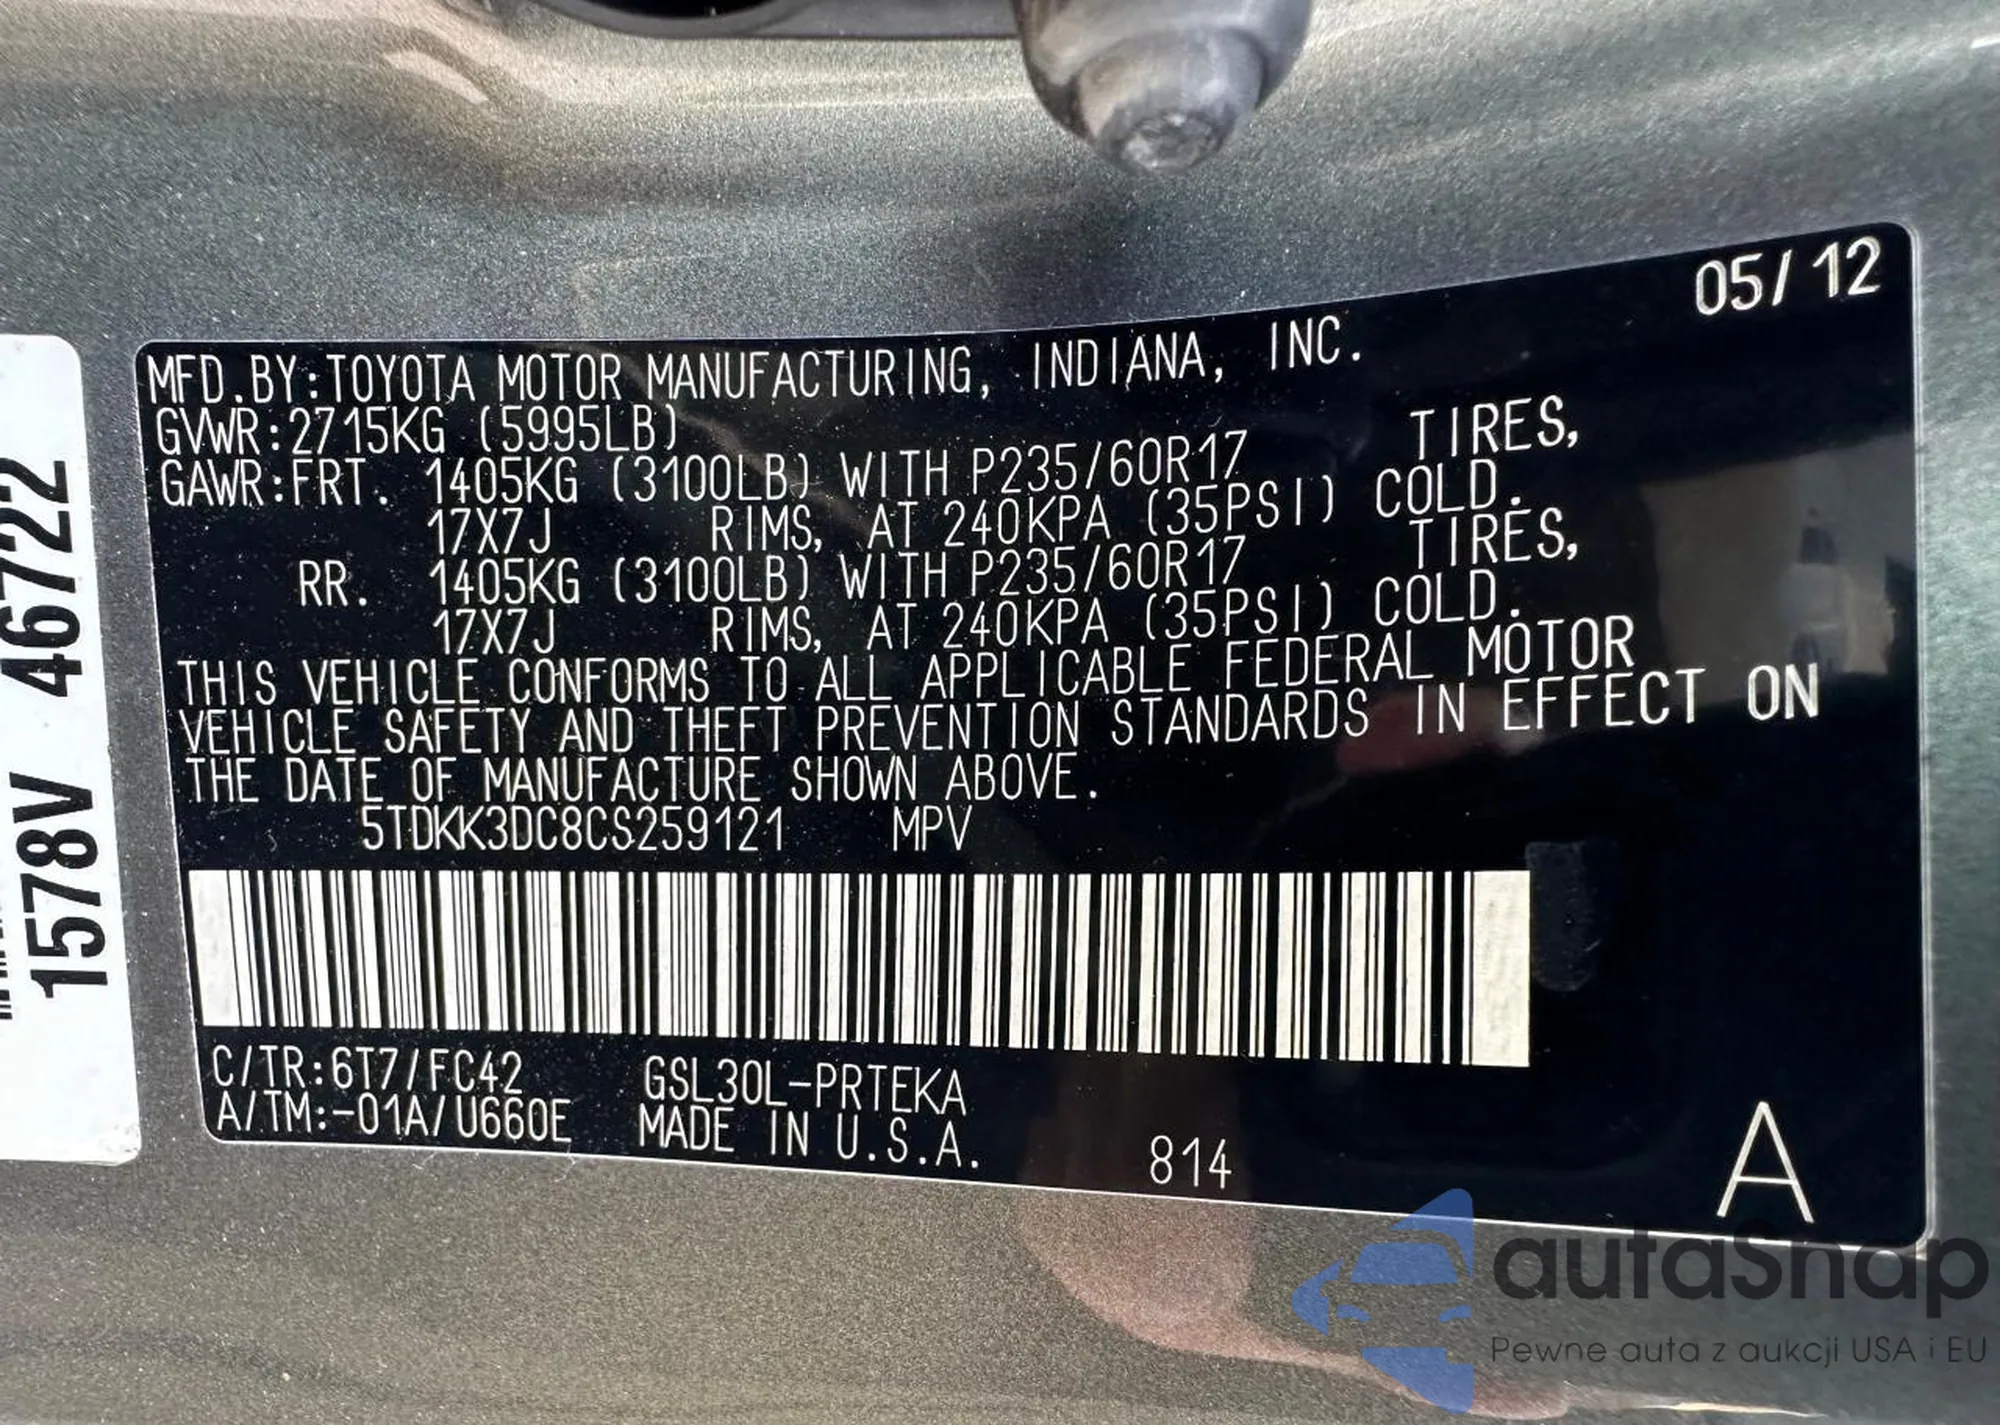 05/12
MFD.BY:TOYOTA MOTOR MANUFACTURING, INDIANA, INC.
GVWR:2715KG (5995LB)
GAWR:FRT. 1405KG (3100LB) WITH P235/60R17 TIRES,
17X7J RIMS, AT 240KPA (35PSI) COLD.
RR. 1405KG (3100LB) WITH P235/60R17 TIRES,
17X7J RIMS, AT 240KPA (35PSI) COLD.
THIS VEHICLE CONFORMS TO ALL APPLICABLE FEDERAL MOTOR
VEHICLE SAFETY AND THEFT PREVENTION STANDARDS IN EFFECT ON
THE DATE OF MANUFACTURE SHOWN ABOVE.
5TDKK3DC8CS259121 MPV
C/TR:6T7/FC42 GSL30L-PRTEKA
A/TM:-01A/U660E MADE IN U.S.A.
814
A
1578V 46722
autaSnap
Pewne auta z aukcji USA i EU